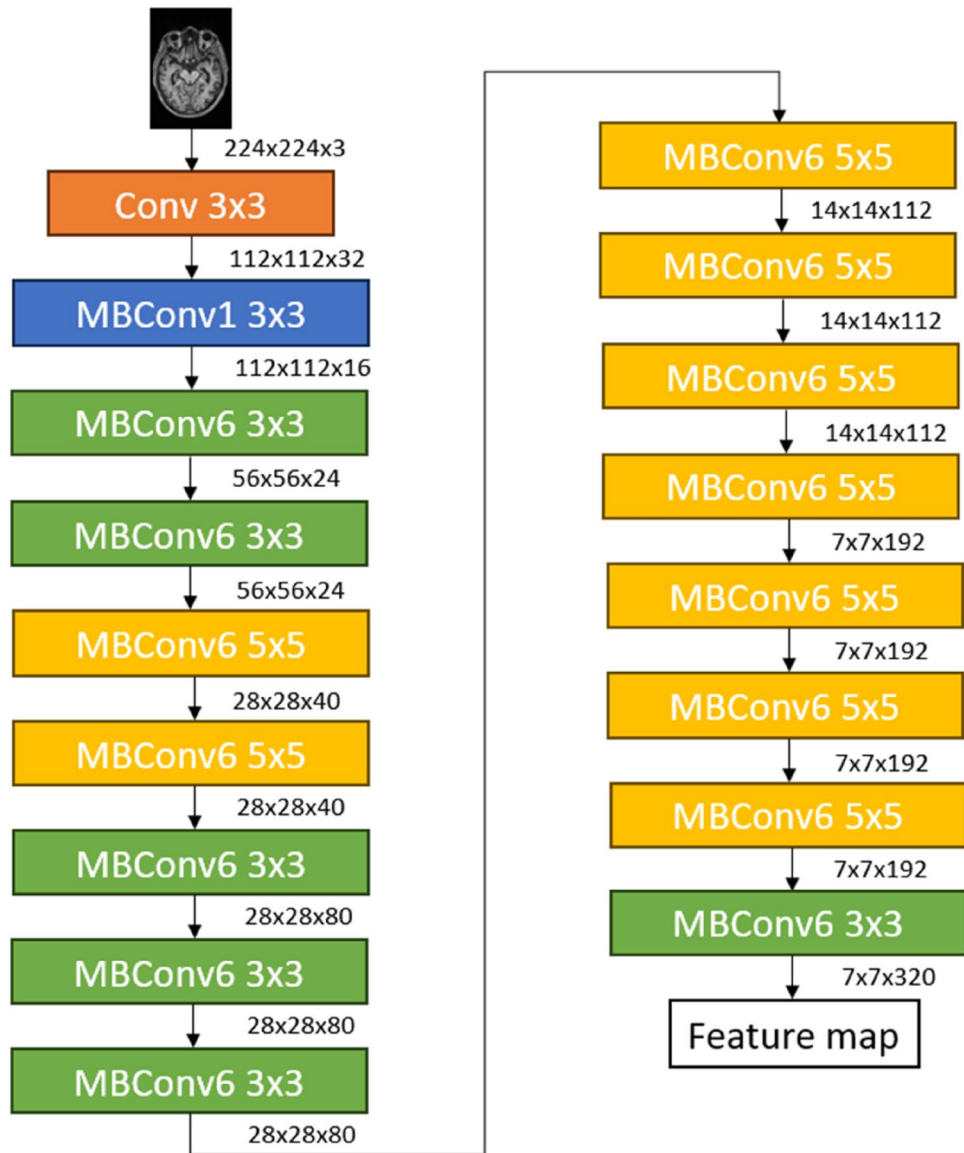 224x224x3
Conv 3x3
112x112x32
MBConv1 3x3
112x112x16
MBConv6 3x3
56x56x24
MBConv6 3x3
56x56x24
MBConv6 5x5
28x28x40
MBConv6 5x5
28x28x40
MBConv6 3x3
28x28x80
MBConv6 3x3
28x28x80
MBConv6 3x3
28x28x80
MBConv6 5x5
14x14x112
MBConv6 5x5
14x14x112
MBConv6 5x5
14x14x112
MBConv6 5x5
7x7x192
MBConv6 5x5
7x7x192
MBConv6 5x5
7x7x192
MBConv6 5x5
7x7x192
MBConv6 3x3
7x7x320
Feature map